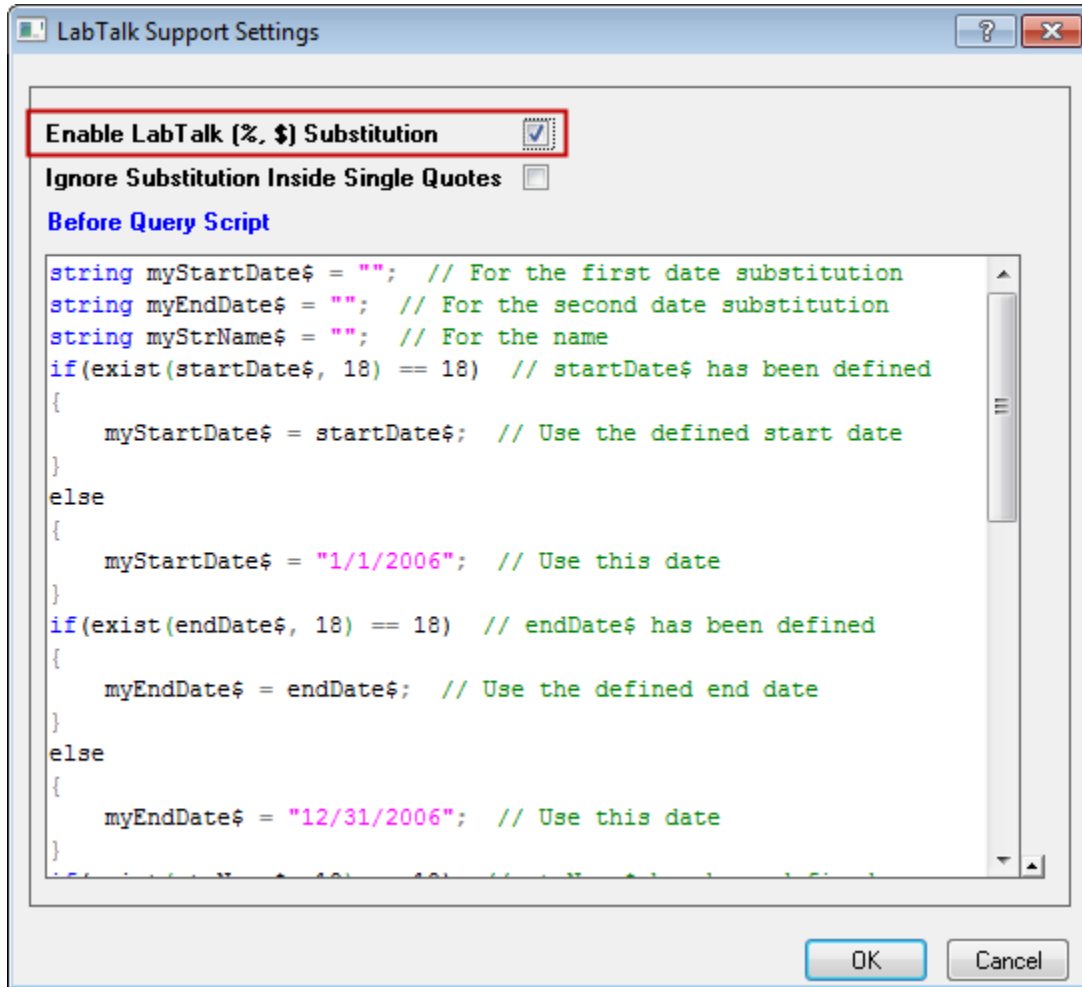 LabTalk Support Settings
Enable LabTalk (%, $) Substitution
Ignore Substitution Inside Single Quotes
Before Query Script
string myStartDate$ = "";  // For the first date substitution
string myEndDate$ = "";  // For the second date substitution
string myStrName$ = "";  // For the name
if(exist(startDate$, 18) == 18)  // startDate$ has been defined
{
    myStartDate$ = startDate$;  // Use the defined start date
}
else
{
    myStartDate$ = "1/1/2006";  // Use this date
}
if(exist(endDate$, 18) == 18)  // endDate$ has been defined
{
    myEndDate$ = endDate$;  // Use the defined end date
}
else
{
    myEndDate$ = "12/31/2006";  // Use this date
}
OK Cancel